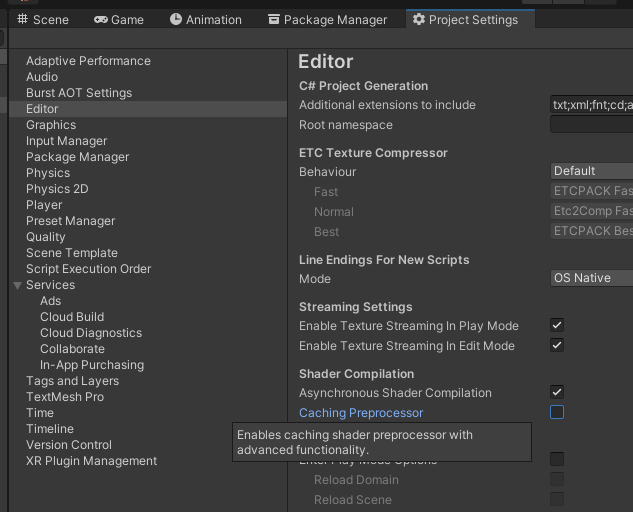 Scene Game Animation Package Manager Project Settings
Adaptive Performance
Audio
Burst AOT Settings
Editor
Graphics
Input Manager
Package Manager
Physics
Physics 2D
Player
Preset Manager
Quality
Scene Template
Script Execution Order
Services
Ads
Cloud Build
Cloud Diagnostics
Collaborate
In-App Purchasing
Tags and Layers
TextMesh Pro
Time
Timeline
Version Control
XR Plugin Management
Editor
C# Project Generation
Additional extensions to include txt;xml;fnt;cd;a
Root namespace
ETC Texture Compressor
Behaviour Default
Fast ETCPACK Fas
Normal Etc2Comp Fas
Best ETCPACK Bes
Line Endings For New Scripts
Mode OS Native
Streaming Settings
Enable Texture Streaming In Play Mode
Enable Texture Streaming In Edit Mode
Shader Compilation
Asynchronous Shader Compilation
Caching Preprocessor
Enables caching shader preprocessor with
advanced functionality.
Enter Play Mode Options
Reload Domain
Reload Scene